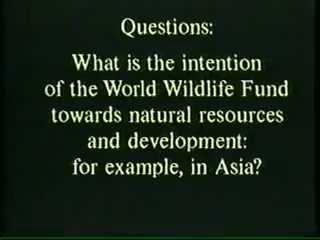 Questions:
What is the intention
of the World Wildlife Fund
towards natural resources
and development:
for example, in Asia?